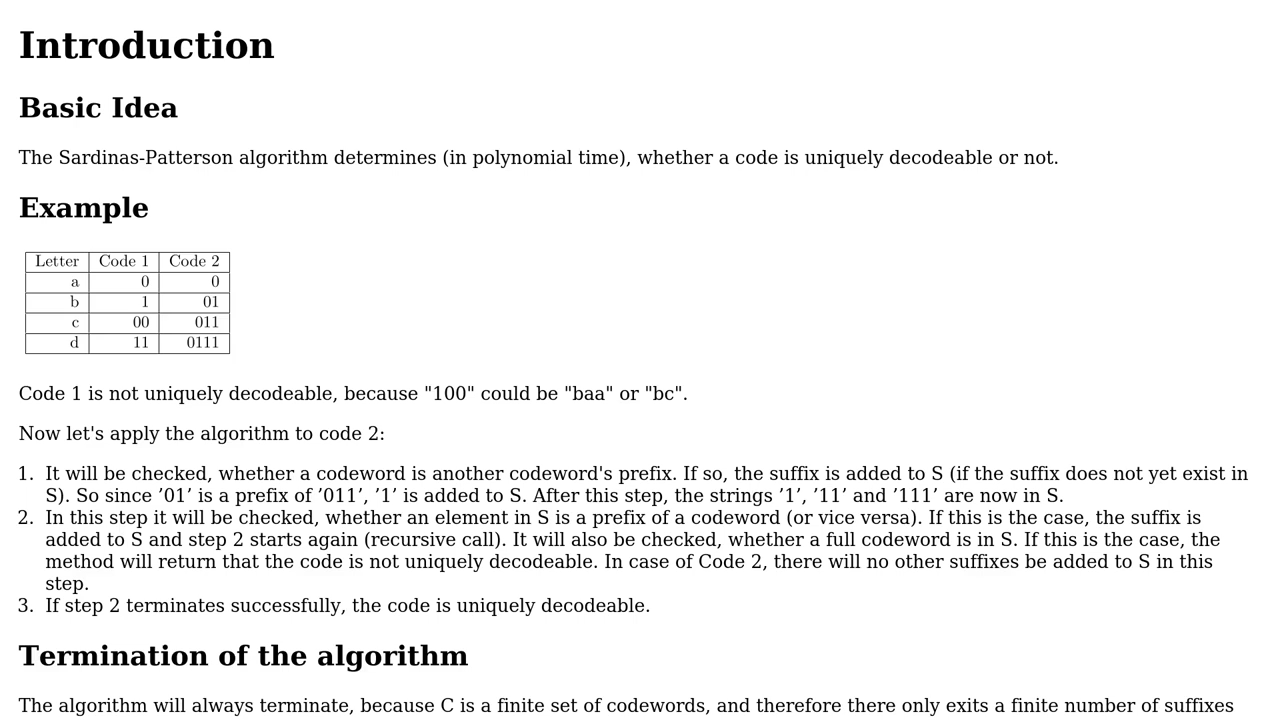 Introduction
Basic Idea
The Sardinas-Patterson algorithm determines (in polynomial time), whether a code is uniquely decodeable or not.
Example
Letter Code 1 Code 2
a 0 0
b 1 01
c 00 011
d 11 0111
Code 1 is not uniquely decodeable, because "100" could be "baa" or "bc".
Now let's apply the algorithm to code 2:
1. It will be checked, whether a codeword is another codeword's prefix. If so, the suffix is added to S (if the suffix does not yet exist in
S). So since ’01’ is a prefix of ’011’, ’1’ is added to S. After this step, the strings ’1’, ’11’ and ’111’ are now in S.
2. In this step it will be checked, whether an element in S is a prefix of a codeword (or vice versa). If this is the case, the suffix is
added to S and step 2 starts again (recursive call). It will also be checked, whether a full codeword is in S. If this is the case, the
method will return that the code is not uniquely decodeable. In case of Code 2, there will no other suffixes be added to S in this
step.
3. If step 2 terminates successfully, the code is uniquely decodeable.
Termination of the algorithm
The algorithm will always terminate, because C is a finite set of codewords, and therefore there only exits a finite number of suffixes